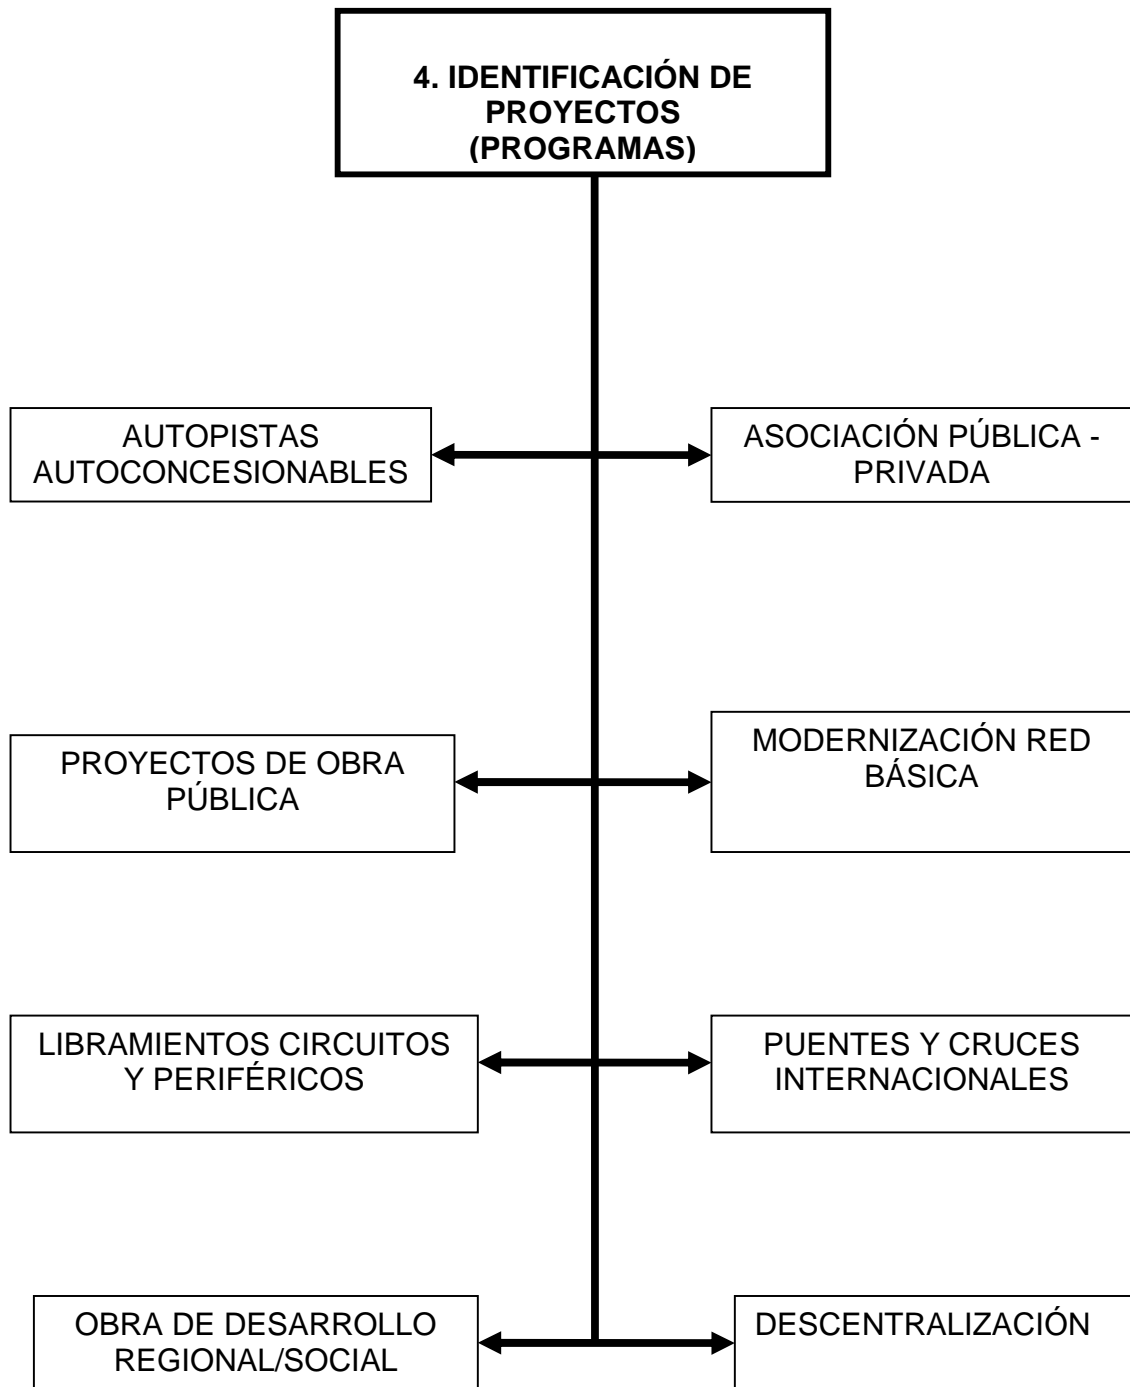 4. IDENTIFICACIÓN DE
PROYECTOS
(PROGRAMAS)
AUTOPISTAS
AUTOCONCESIONABLES
ASOCIACIÓN PÚBLICA -
PRIVADA
PROYECTOS DE OBRA
PÚBLICA
MODERNIZACIÓN RED
BÁSICA
LIBRAMIENTOS CIRCUITOS
Y PERIFÉRICOS
PUENTES Y CRUCES
INTERNACIONALES
OBRA DE DESARROLLO
REGIONAL/SOCIAL
DESCENTRALIZACIÓN